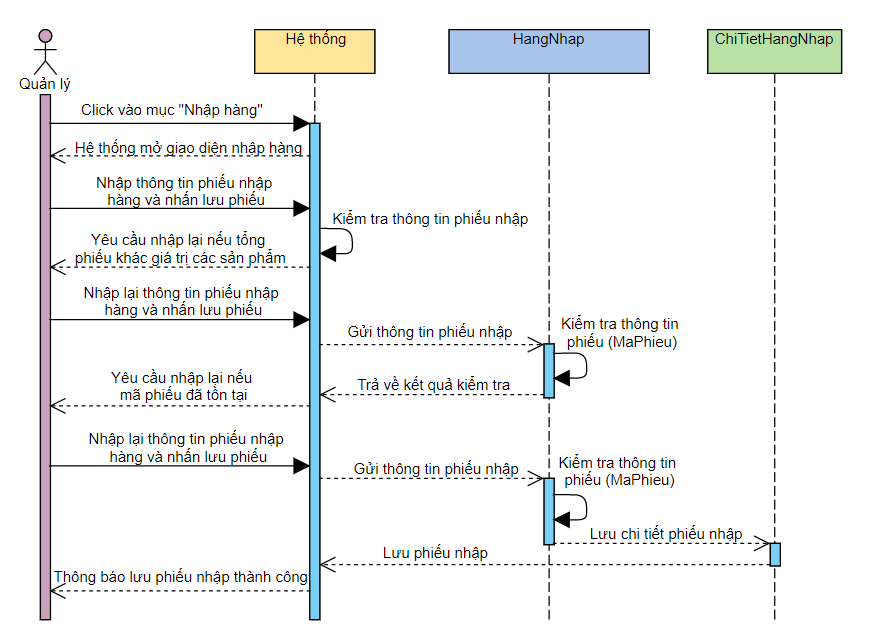 Hệ thống
HangNhap
ChiTietHangNhap
Quản lý
Click vào mục "Nhập hàng"
Hệ thống mở giao diện nhập hàng
Nhập thông tin phiếu nhập
hàng và nhấn lưu phiếu
Kiểm tra thông tin phiếu nhập
Yêu cầu nhập lại nếu tổng
phiếu khác giá trị các sản phẩm
Nhập lại thông tin phiếu nhập
hàng và nhấn lưu phiếu
Gửi thông tin phiếu nhập
Kiểm tra thông tin
phiếu (MaPhieu)
Trả về kết quả kiểm tra
Yêu cầu nhập lại nếu
mã phiếu đã tồn tại
Nhập lại thông tin phiếu nhập
hàng và nhấn lưu phiếu
Gửi thông tin phiếu nhập
Kiểm tra thông tin
phiếu (MaPhieu)
Lưu chi tiết phiếu nhập
Lưu phiếu nhập
Thông báo lưu phiếu nhập thành công